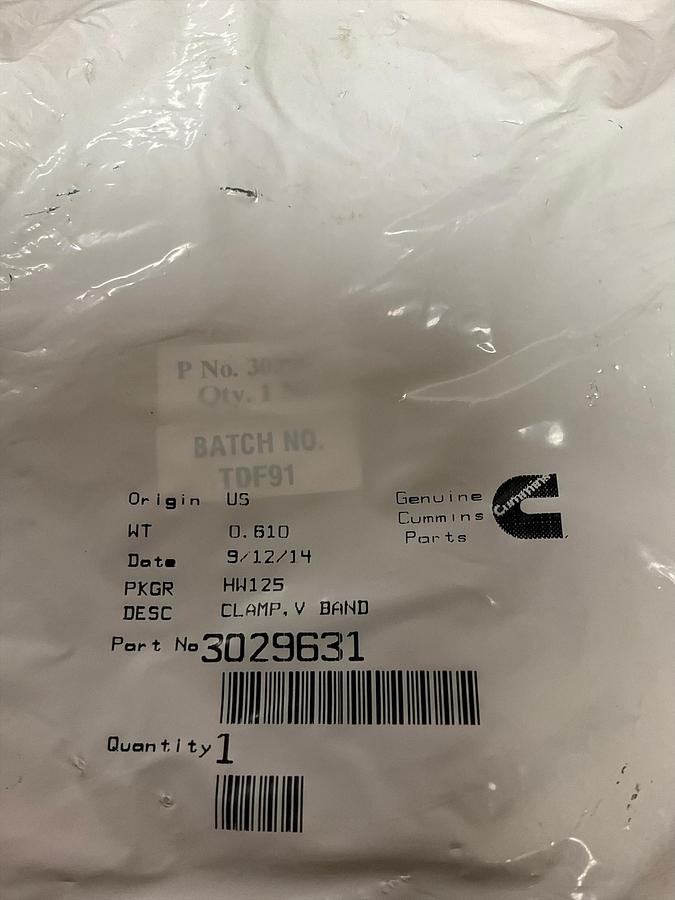 P No. 30
Qty. 1
BATCH NO.
TDF91
Origin US
WT 0.610
Date 9/12/14
PKGR HW125
DESC CLAMP, V BAND
Part No 3029631
Quantity 1
Genuine
Cummins
Parts
Cummins